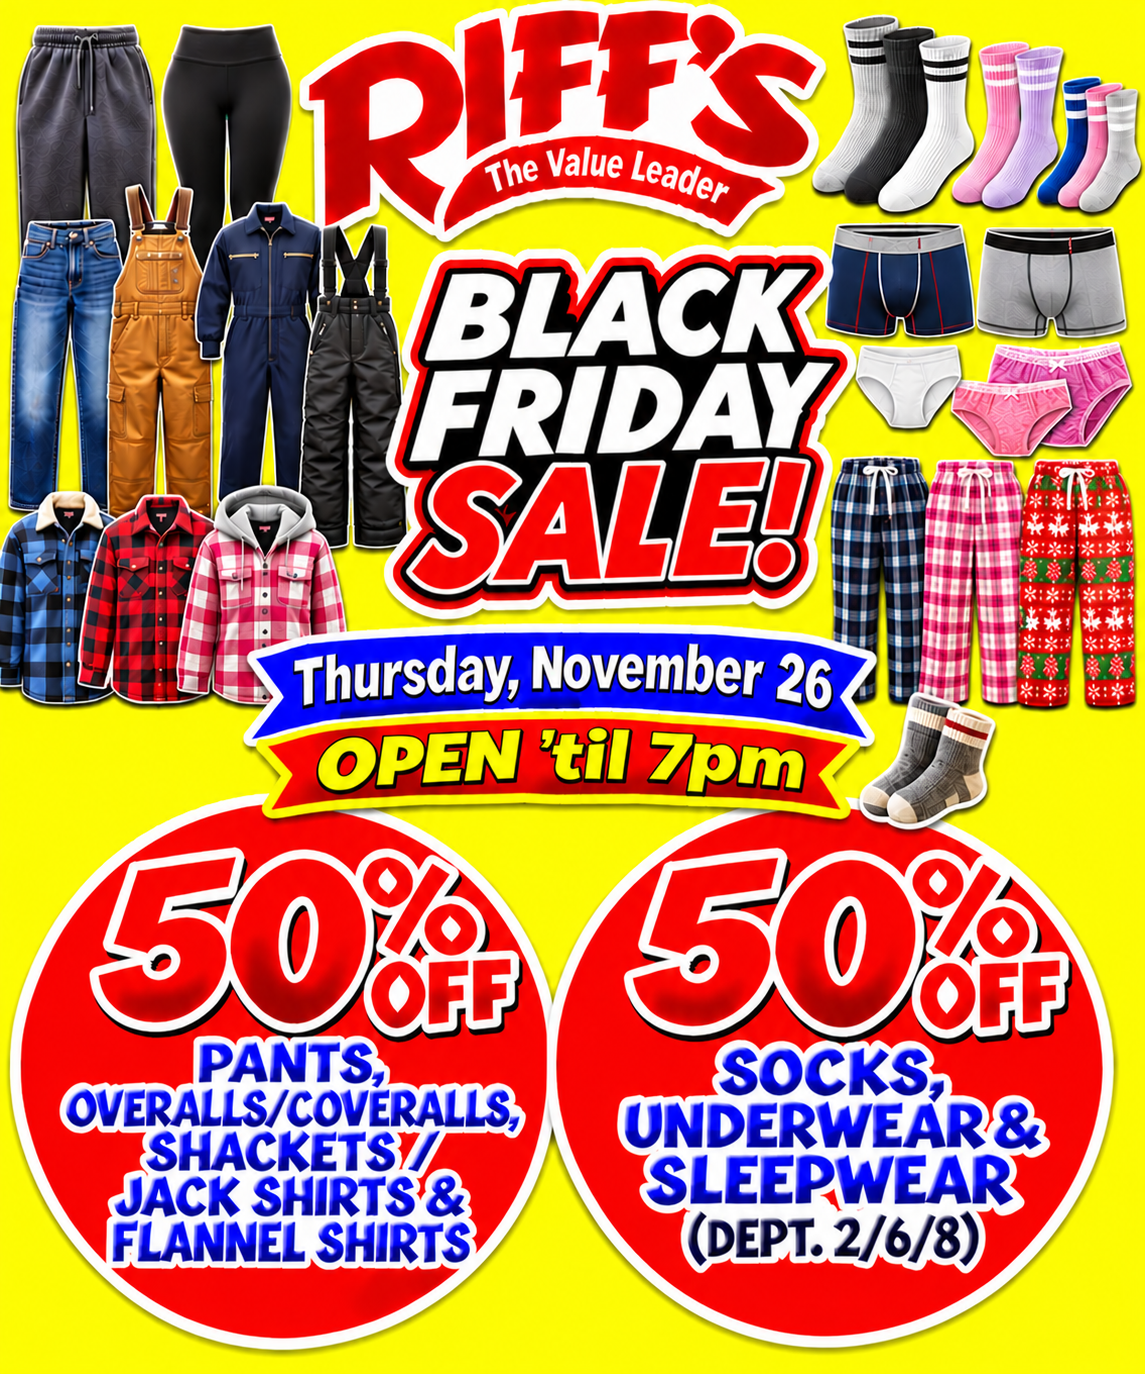 RIFF'S
The Value Leader
BLACK
FRIDAY
SALE!
Thursday, November 26
OPEN 'til 7pm
50% OFF
PANTS,
OVERALLS/COVERALLS,
SHACKETS /
JACK SHIRTS &
FLANNEL SHIRTS
50% OFF
SOCKS,
UNDERWEAR &
SLEEPWEAR
(DEPT. 2/6/8)